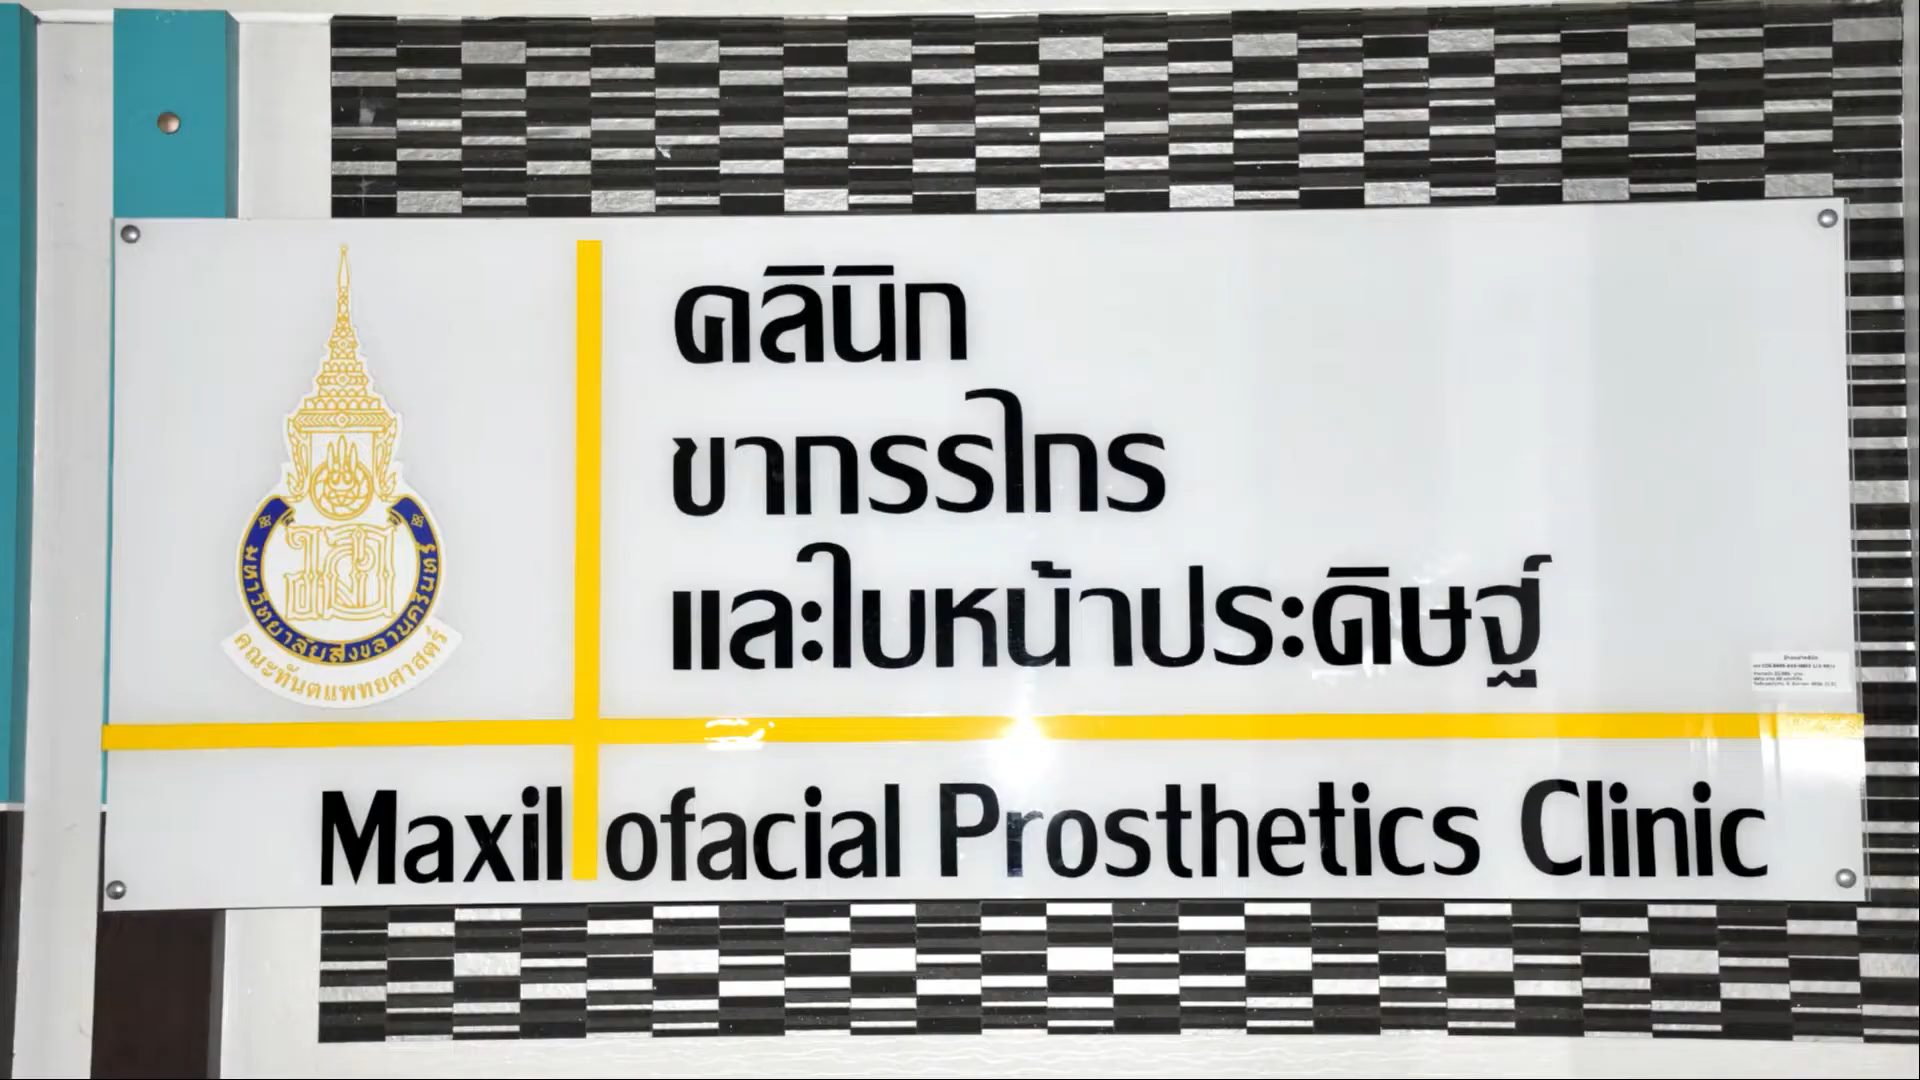 มหาวิทยาลัยสงขลานครินทร์
คณะทันตแพทยศาสตร์
คลินิก
ขากรรไกร
และใบหน้าประดิษฐ์
Maxillofacial Prosthetics Clinic